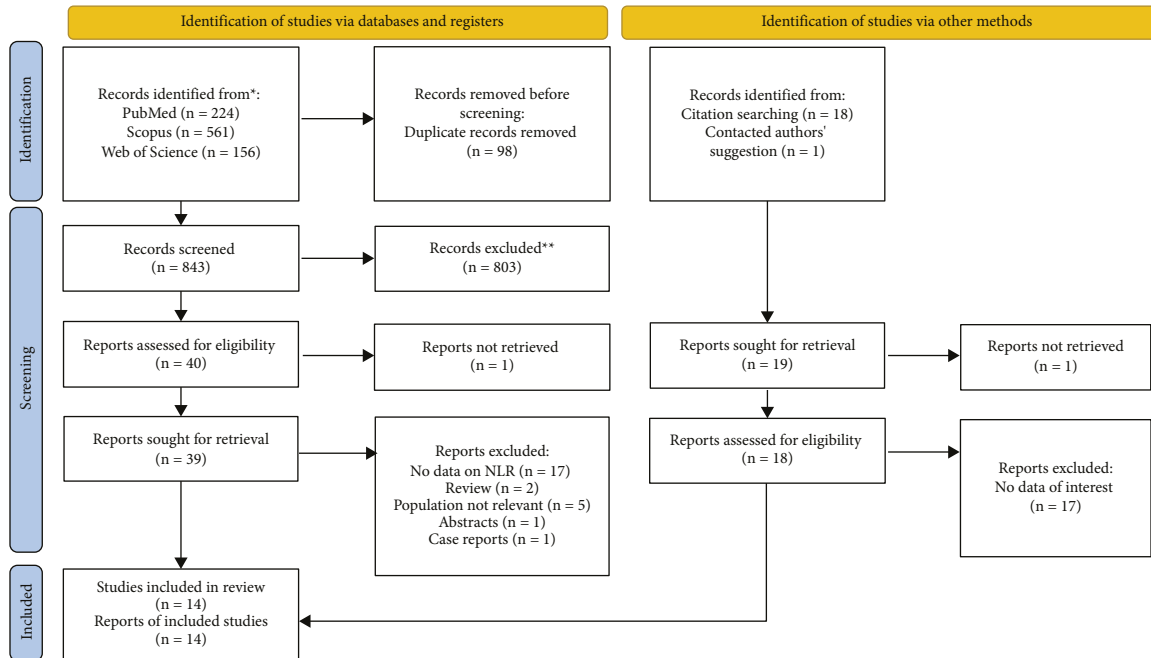 Identification of studies via databases and registers
Identification of studies via other methods
Identification
Records identified from*:
PubMed (n = 224)
Scopus (n = 561)
Web of Science (n = 156)
Records removed before
screening:
Duplicate records removed
(n = 98)
Records identified from:
Citation searching (n = 18)
Contacted authors'
suggestion (n = 1)
Screening
Records screened
(n = 843)
Records excluded**
(n = 803)
Reports assessed for eligibility
(n = 40)
Reports not retrieved
(n = 1)
Reports sought for retrieval
(n = 19)
Reports not retrieved
(n = 1)
Reports sought for retrieval
(n = 39)
Reports excluded:
No data on NLR (n = 17)
Review (n = 2)
Population not relevant (n = 5)
Abstracts (n = 1)
Case reports (n = 1)
Reports assessed for eligibility
(n = 18)
Reports excluded:
No data of interest
(n = 17)
Included
Studies included in review
(n = 14)
Reports of included studies
(n = 14)